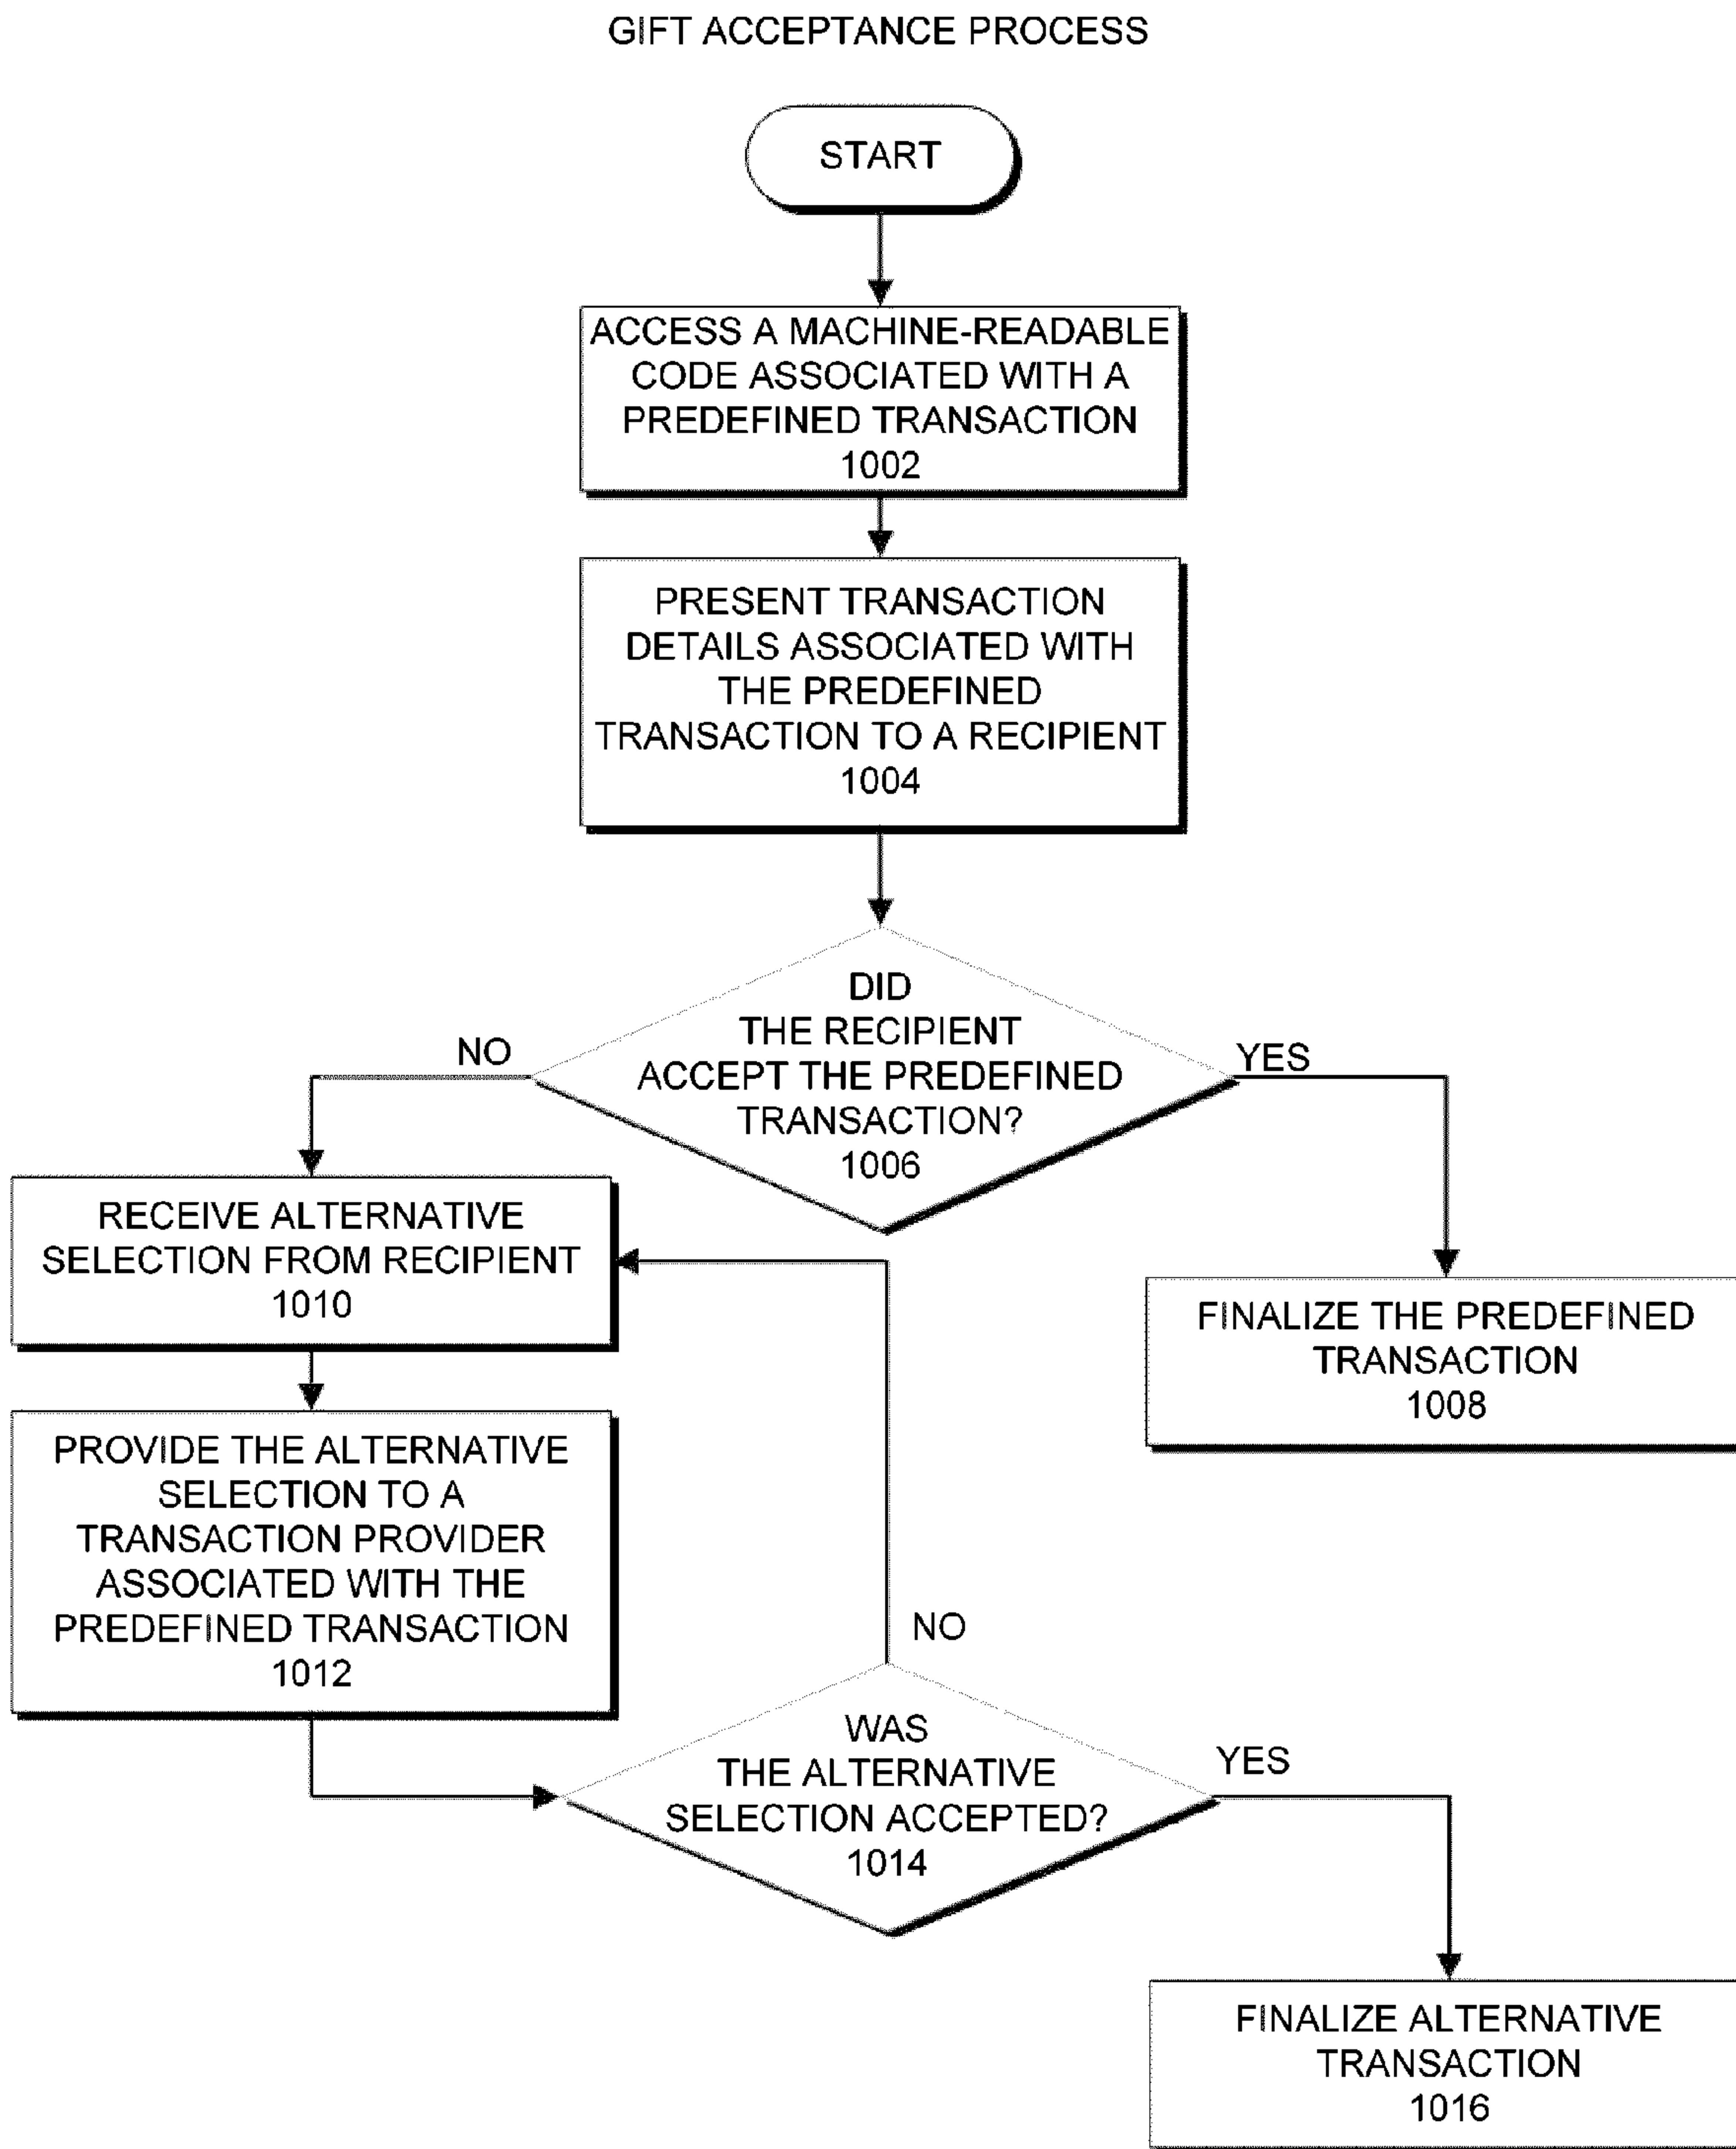 GIFT ACCEPTANCE PROCESS
START
ACCESS A MACHINE-READABLE
CODE ASSOCIATED WITH A
PREDEFINED TRANSACTION
1002
PRESENT TRANSACTION
DETAILS ASSOCIATED WITH
THE PREDEFINED
TRANSACTION TO A RECIPIENT
1004
DID
THE RECIPIENT
ACCEPT THE PREDEFINED
TRANSACTION?
1006
NO
YES
RECEIVE ALTERNATIVE
SELECTION FROM RECIPIENT
1010
FINALIZE THE PREDEFINED
TRANSACTION
1008
PROVIDE THE ALTERNATIVE
SELECTION TO A
TRANSACTION PROVIDER
ASSOCIATED WITH THE
PREDEFINED TRANSACTION
1012
NO
WAS
THE ALTERNATIVE
SELECTION ACCEPTED?
1014
YES
FINALIZE ALTERNATIVE
TRANSACTION
1016